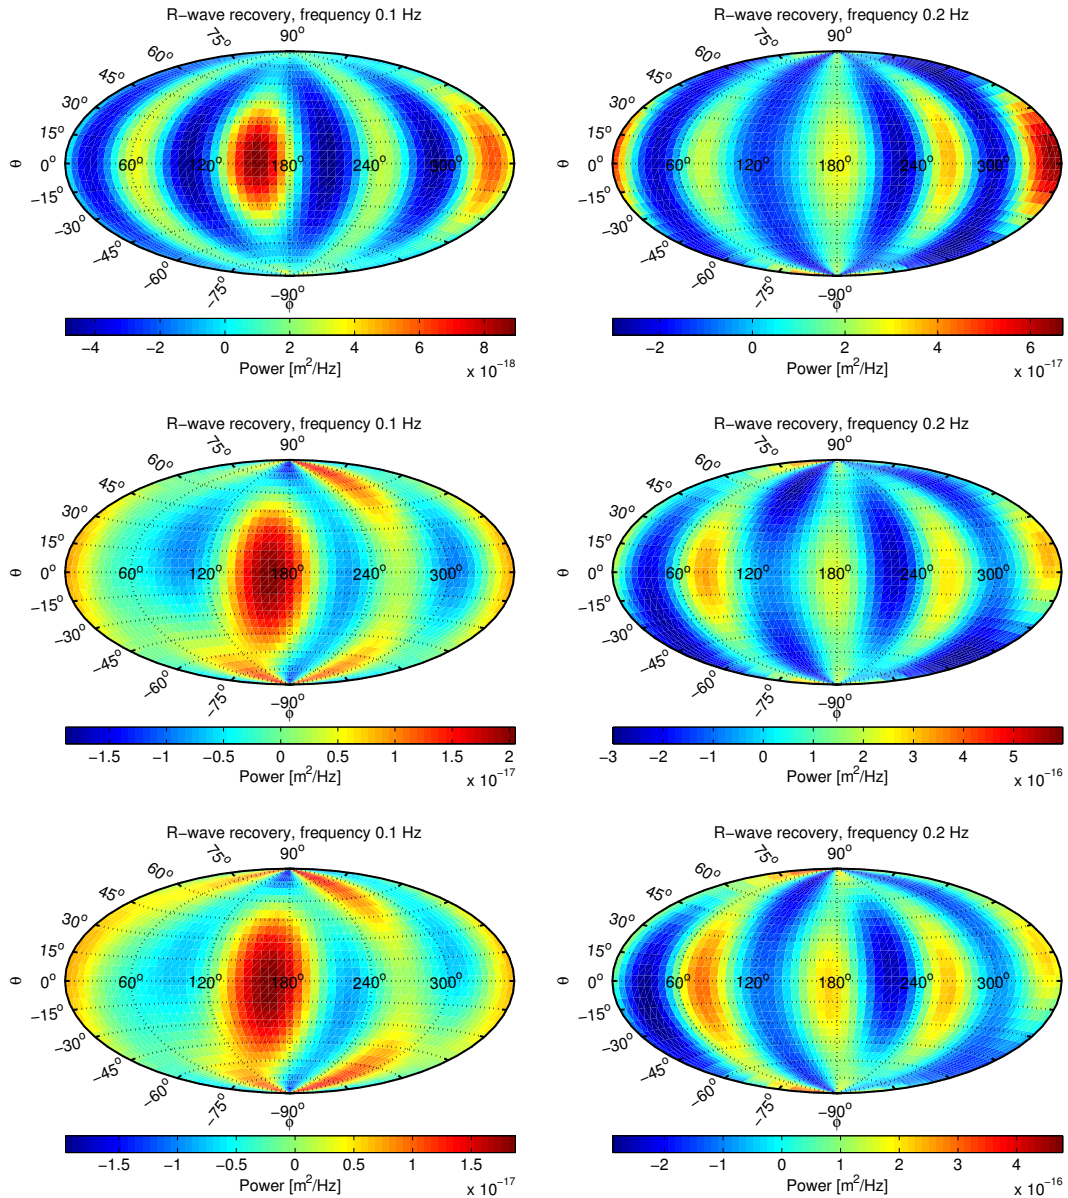 R−wave recovery, frequency 0.1 Hz
90°
75°
60°
45°
30°
15°
θ 0° 60° 120° 180° 240° 300°
−15°
−30°
−45°
−60°
−75°
−90°
ϕ
−4 −2 0 2 4 6 8
Power [m²/Hz] x 10⁻¹⁸
R−wave recovery, frequency 0.2 Hz
90°
75°
60°
45°
30°
15°
θ 0° 60° 120° 180° 240° 300°
−15°
−30°
−45°
−60°
−75°
−90°
ϕ
−2 0 2 4 6
Power [m²/Hz] x 10⁻¹⁷
R−wave recovery, frequency 0.1 Hz
90°
75°
60°
45°
30°
15°
θ 0° 60° 120° 180° 240° 300°
−15°
−30°
−45°
−60°
−75°
−90°
ϕ
−1.5 −1 −0.5 0 0.5 1 1.5 2
Power [m²/Hz] x 10⁻¹⁷
R−wave recovery, frequency 0.2 Hz
90°
75°
60°
45°
30°
15°
θ 0° 60° 120° 180° 240° 300°
−15°
−30°
−45°
−60°
−75°
−90°
ϕ
−3 −2 −1 0 1 2 3 4 5
Power [m²/Hz] x 10⁻¹⁶
R−wave recovery, frequency 0.1 Hz
90°
75°
60°
45°
30°
15°
θ 0° 60° 120° 180° 240° 300°
−15°
−30°
−45°
−60°
−75°
−90°
ϕ
−1.5 −1 −0.5 0 0.5 1 1.5
Power [m²/Hz] x 10⁻¹⁷
R−wave recovery, frequency 0.2 Hz
90°
75°
60°
45°
30°
15°
θ 0° 60° 120° 180° 240° 300°
−15°
−30°
−45°
−60°
−75°
−90°
ϕ
−2 −1 0 1 2 3 4
Power [m²/Hz] x 10⁻¹⁶